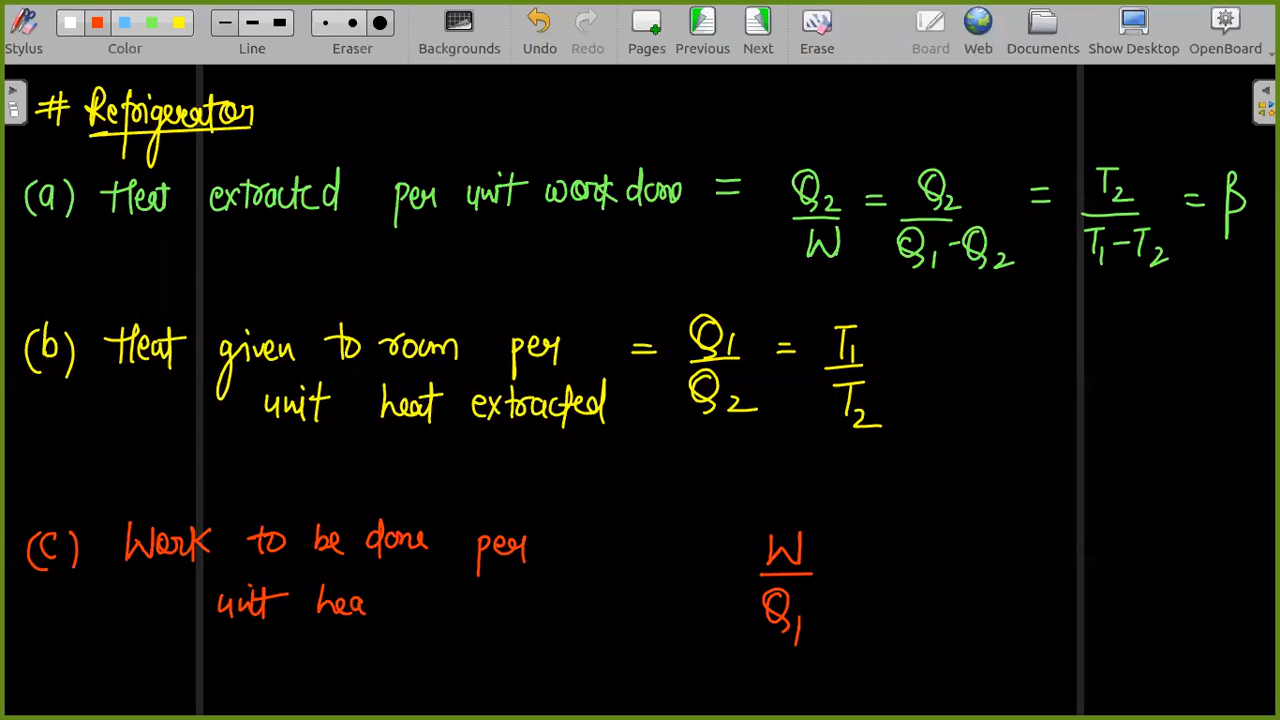 Stylus Color Line Eraser Backgrounds Undo Redo Pages Previous Next Erase Board Web Documents Show Desktop OpenBoard
# Refrigerator
(a) Heat extracted per unit work done = Q₂/W = Q₂/(Q₁-Q₂) = T₂/(T₁-T₂) = β
(b) Heat given to room per = Q₁/Q₂ = T₁/T₂
unit heat extracted
(C) Work to be done per W/Q₁
unit hea